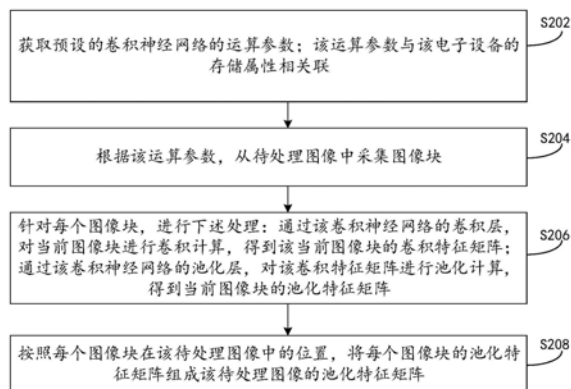 S202
获取预设的卷积神经网络的运算参数；该运算参数与该电子设备的
存储属性相关联
S204
根据该运算参数，从待处理图像中采集图像块
S206
针对每个图像块，进行下述处理：通过该卷积神经网络的卷积层，
对当前图像块进行卷积计算，得到该当前图像块的卷积特征矩阵；
通过该卷积神经网络的池化层，对该卷积特征矩阵进行池化计算，
得到当前图像块的池化特征矩阵
S208
按照每个图像块在该待处理图像中的位置，将每个图像块的池化特
征矩阵组成该待处理图像的池化特征矩阵